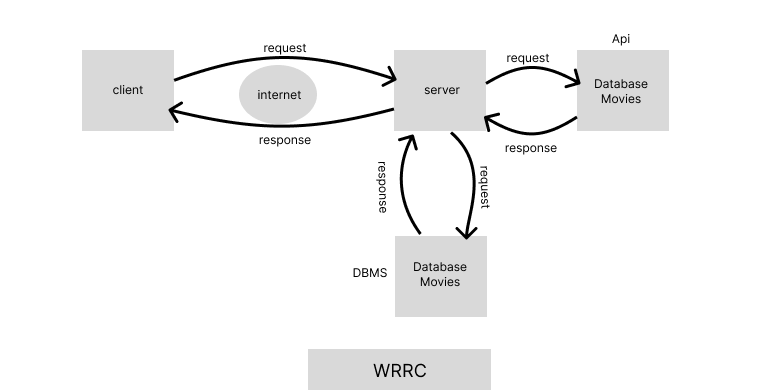 Api
request
request
client
internet
server
Database
Movies
response
response
response
request
DBMS
Database
Movies
WRRC